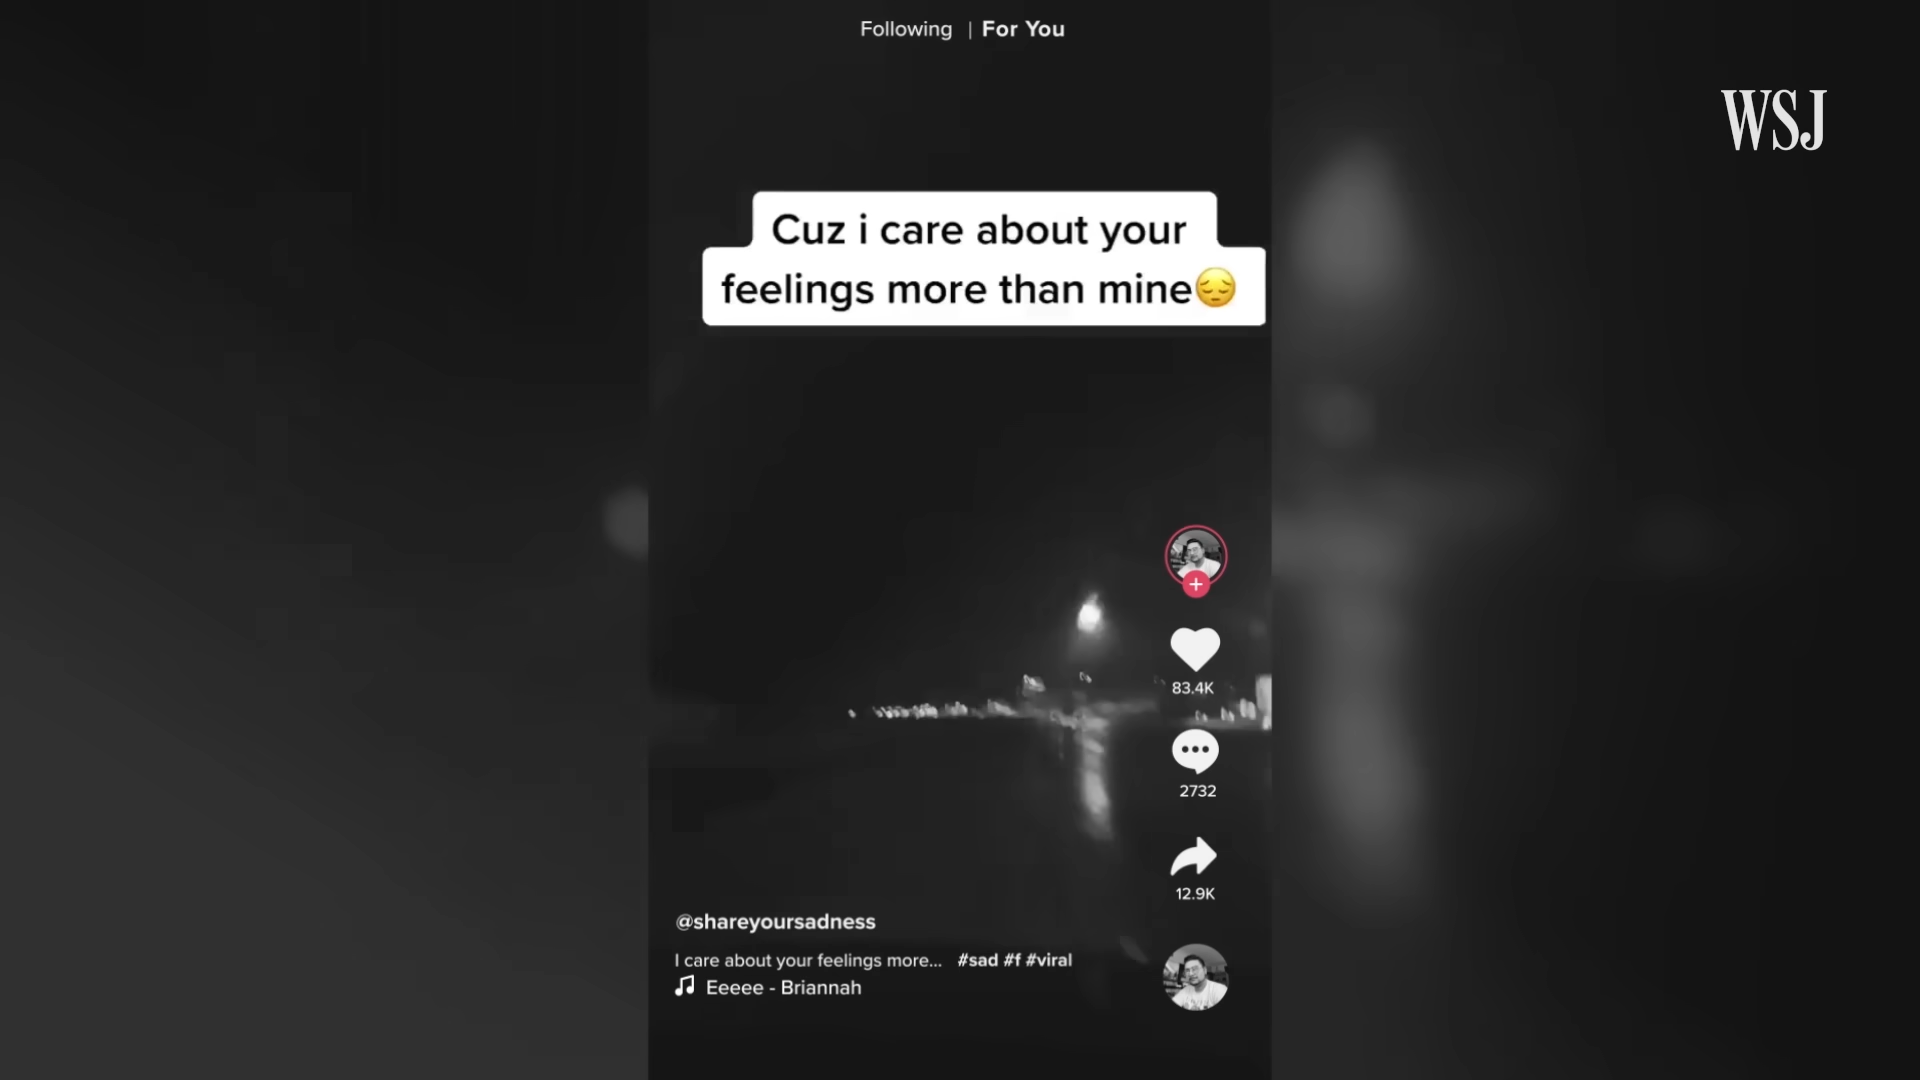 Following | For You
WSJ
Cuz i care about your
feelings more than mine😔
83.4K
2732
12.9K
@shareyoursadness
I care about your feelings more... #sad #f #viral
Eeeee - Briannah